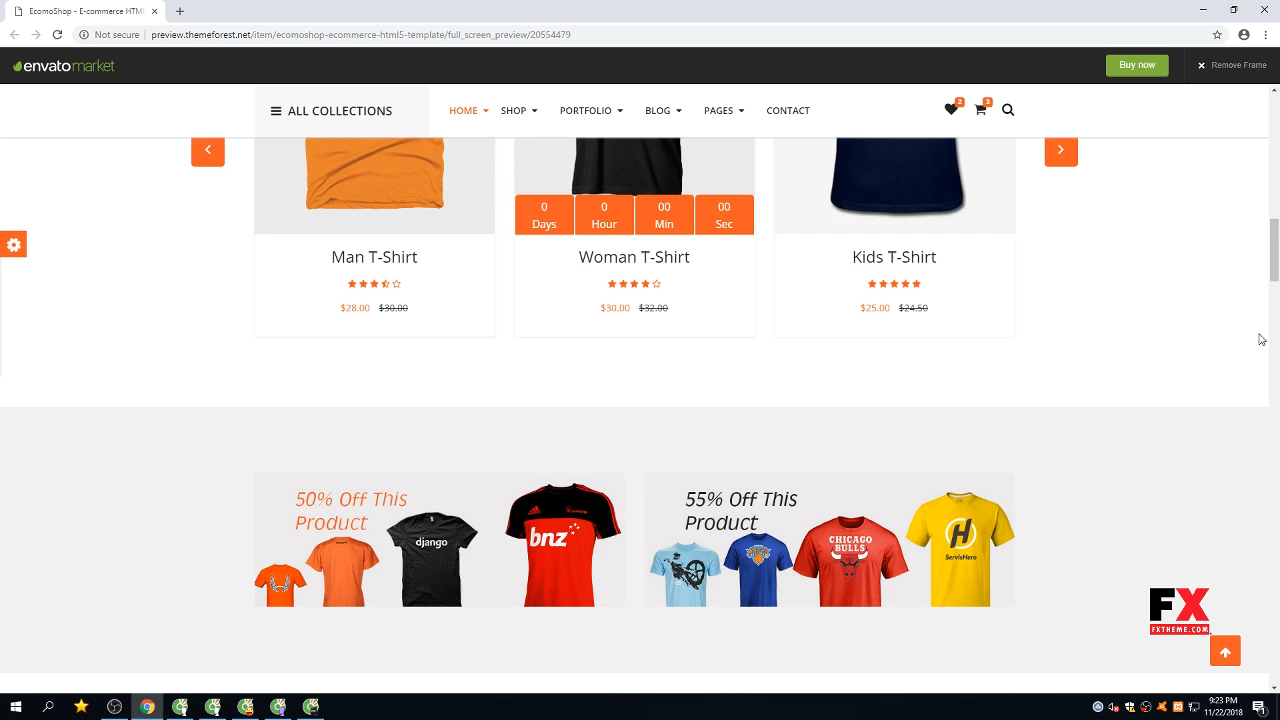 EcomoShop - E-commerce HTML
Not secure
preview.themeforest.net/item/ecomoshop-ecommerce-html5-template/full_screen_preview/20554479
envatomarket
Buy now
Remove Frame
ALL COLLECTIONS
HOME SHOP PORTFOLIO BLOG PAGES CONTACT
2 3
0 0 00 00
Days Hour Min Sec
Man T-Shirt Woman T-Shirt Kids T-Shirt
$28.00 $30.00 $30.00 $32.00 $25.00 $24.50
50% Off This
Product
django
adidas
bnz
55% Off This
Product
CHICAGO
BULLS
H
ServisHero
FX
FXTHEME.COM
9:23 PM
11/22/2018
1